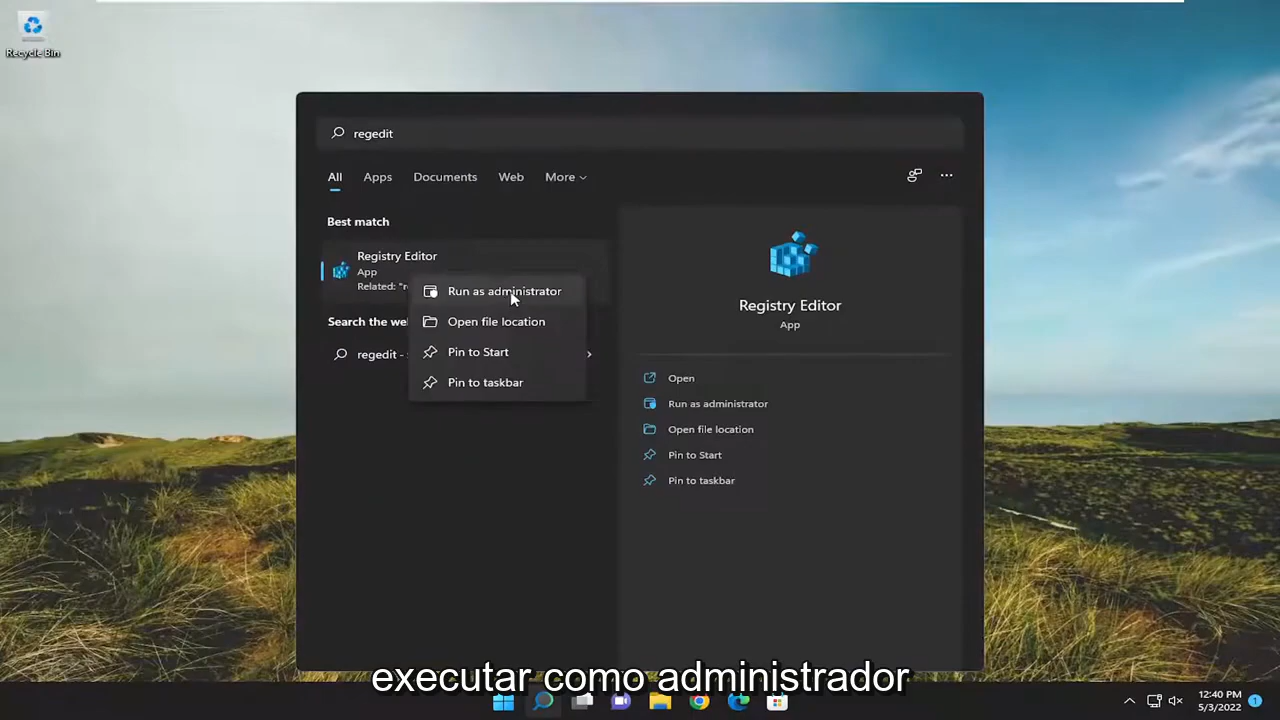 Recycle Bin
regedit
All Apps Documents Web More
Best match
Registry Editor
App
Related: "r
Run as administrator
Open file location
Pin to Start
Pin to taskbar
Search the we
regedit - s
Registry Editor
App
Open
Run as administrator
Open file location
Pin to Start
Pin to taskbar
executar como administrador
12:40 PM
5/3/2022
1